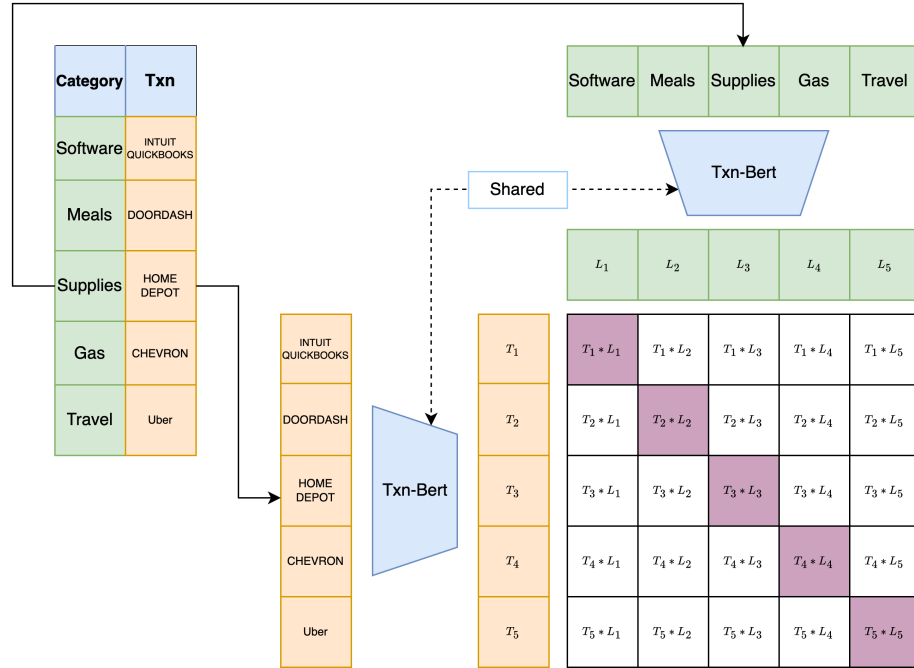 Category Txn
Software INTUIT QUICKBOOKS
Meals DOORDASH
Supplies HOME DEPOT
Gas CHEVRON
Travel Uber
Software Meals Supplies Gas Travel
Txn-Bert
Shared
L₁ L₂ L₃ L₄ L₅
INTUIT QUICKBOOKS
DOORDASH
HOME DEPOT
CHEVRON
Uber
Txn-Bert
T₁
T₂
T₃
T₄
T₅
T₁ * L₁ T₁ * L₂ T₁ * L₃ T₁ * L₄ T₁ * L₅
T₂ * L₁ T₂ * L₂ T₂ * L₃ T₂ * L₄ T₂ * L₅
T₃ * L₁ T₃ * L₂ T₃ * L₃ T₃ * L₄ T₃ * L₅
T₄ * L₁ T₄ * L₂ T₄ * L₃ T₄ * L₄ T₄ * L₅
T₅ * L₁ T₅ * L₂ T₅ * L₃ T₅ * L₄ T₅ * L₅